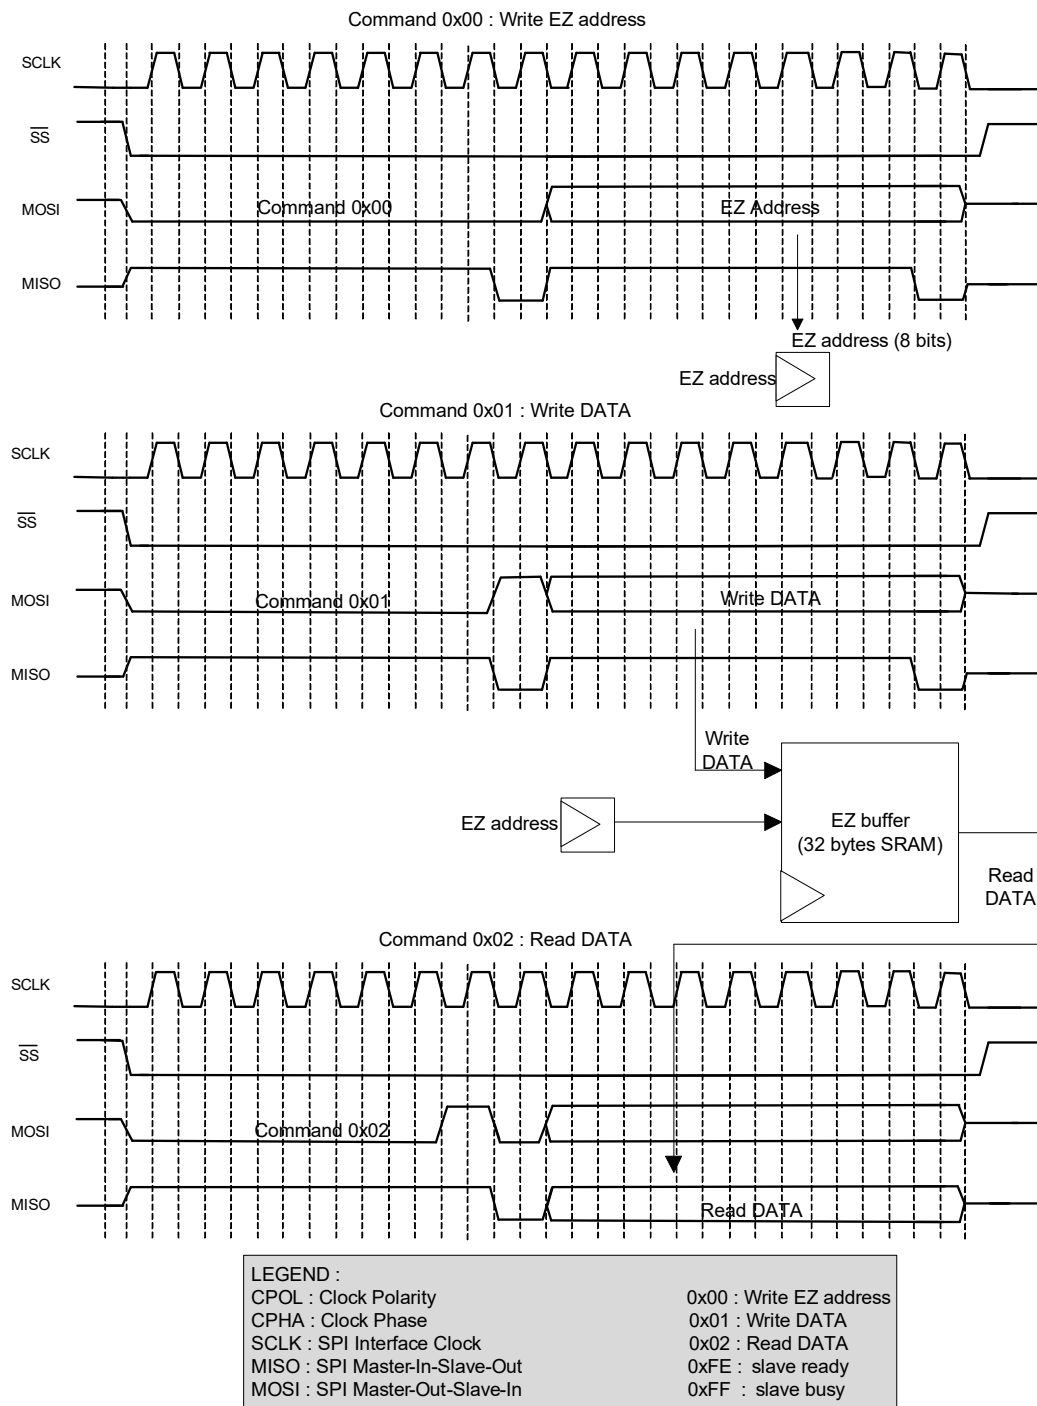 Command 0x00 : Write EZ address
SCLK
SS
MOSI
Command 0x00
EZ Address
MISO
EZ address (8 bits)
EZ address
Command 0x01 : Write DATA
SCLK
SS
MOSI
Command 0x01
Write DATA
MISO
Write
DATA
EZ address
EZ buffer
(32 bytes SRAM)
Read
DATA
Command 0x02 : Read DATA
SCLK
SS
MOSI
Command 0x02
MISO
Read DATA
LEGEND :
CPOL : Clock Polarity 0x00 : Write EZ address
CPHA : Clock Phase 0x01 : Write DATA
SCLK : SPI Interface Clock 0x02 : Read DATA
MISO : SPI Master-In-Slave-Out 0xFE : slave ready
MOSI : SPI Master-Out-Slave-In 0xFF : slave busy